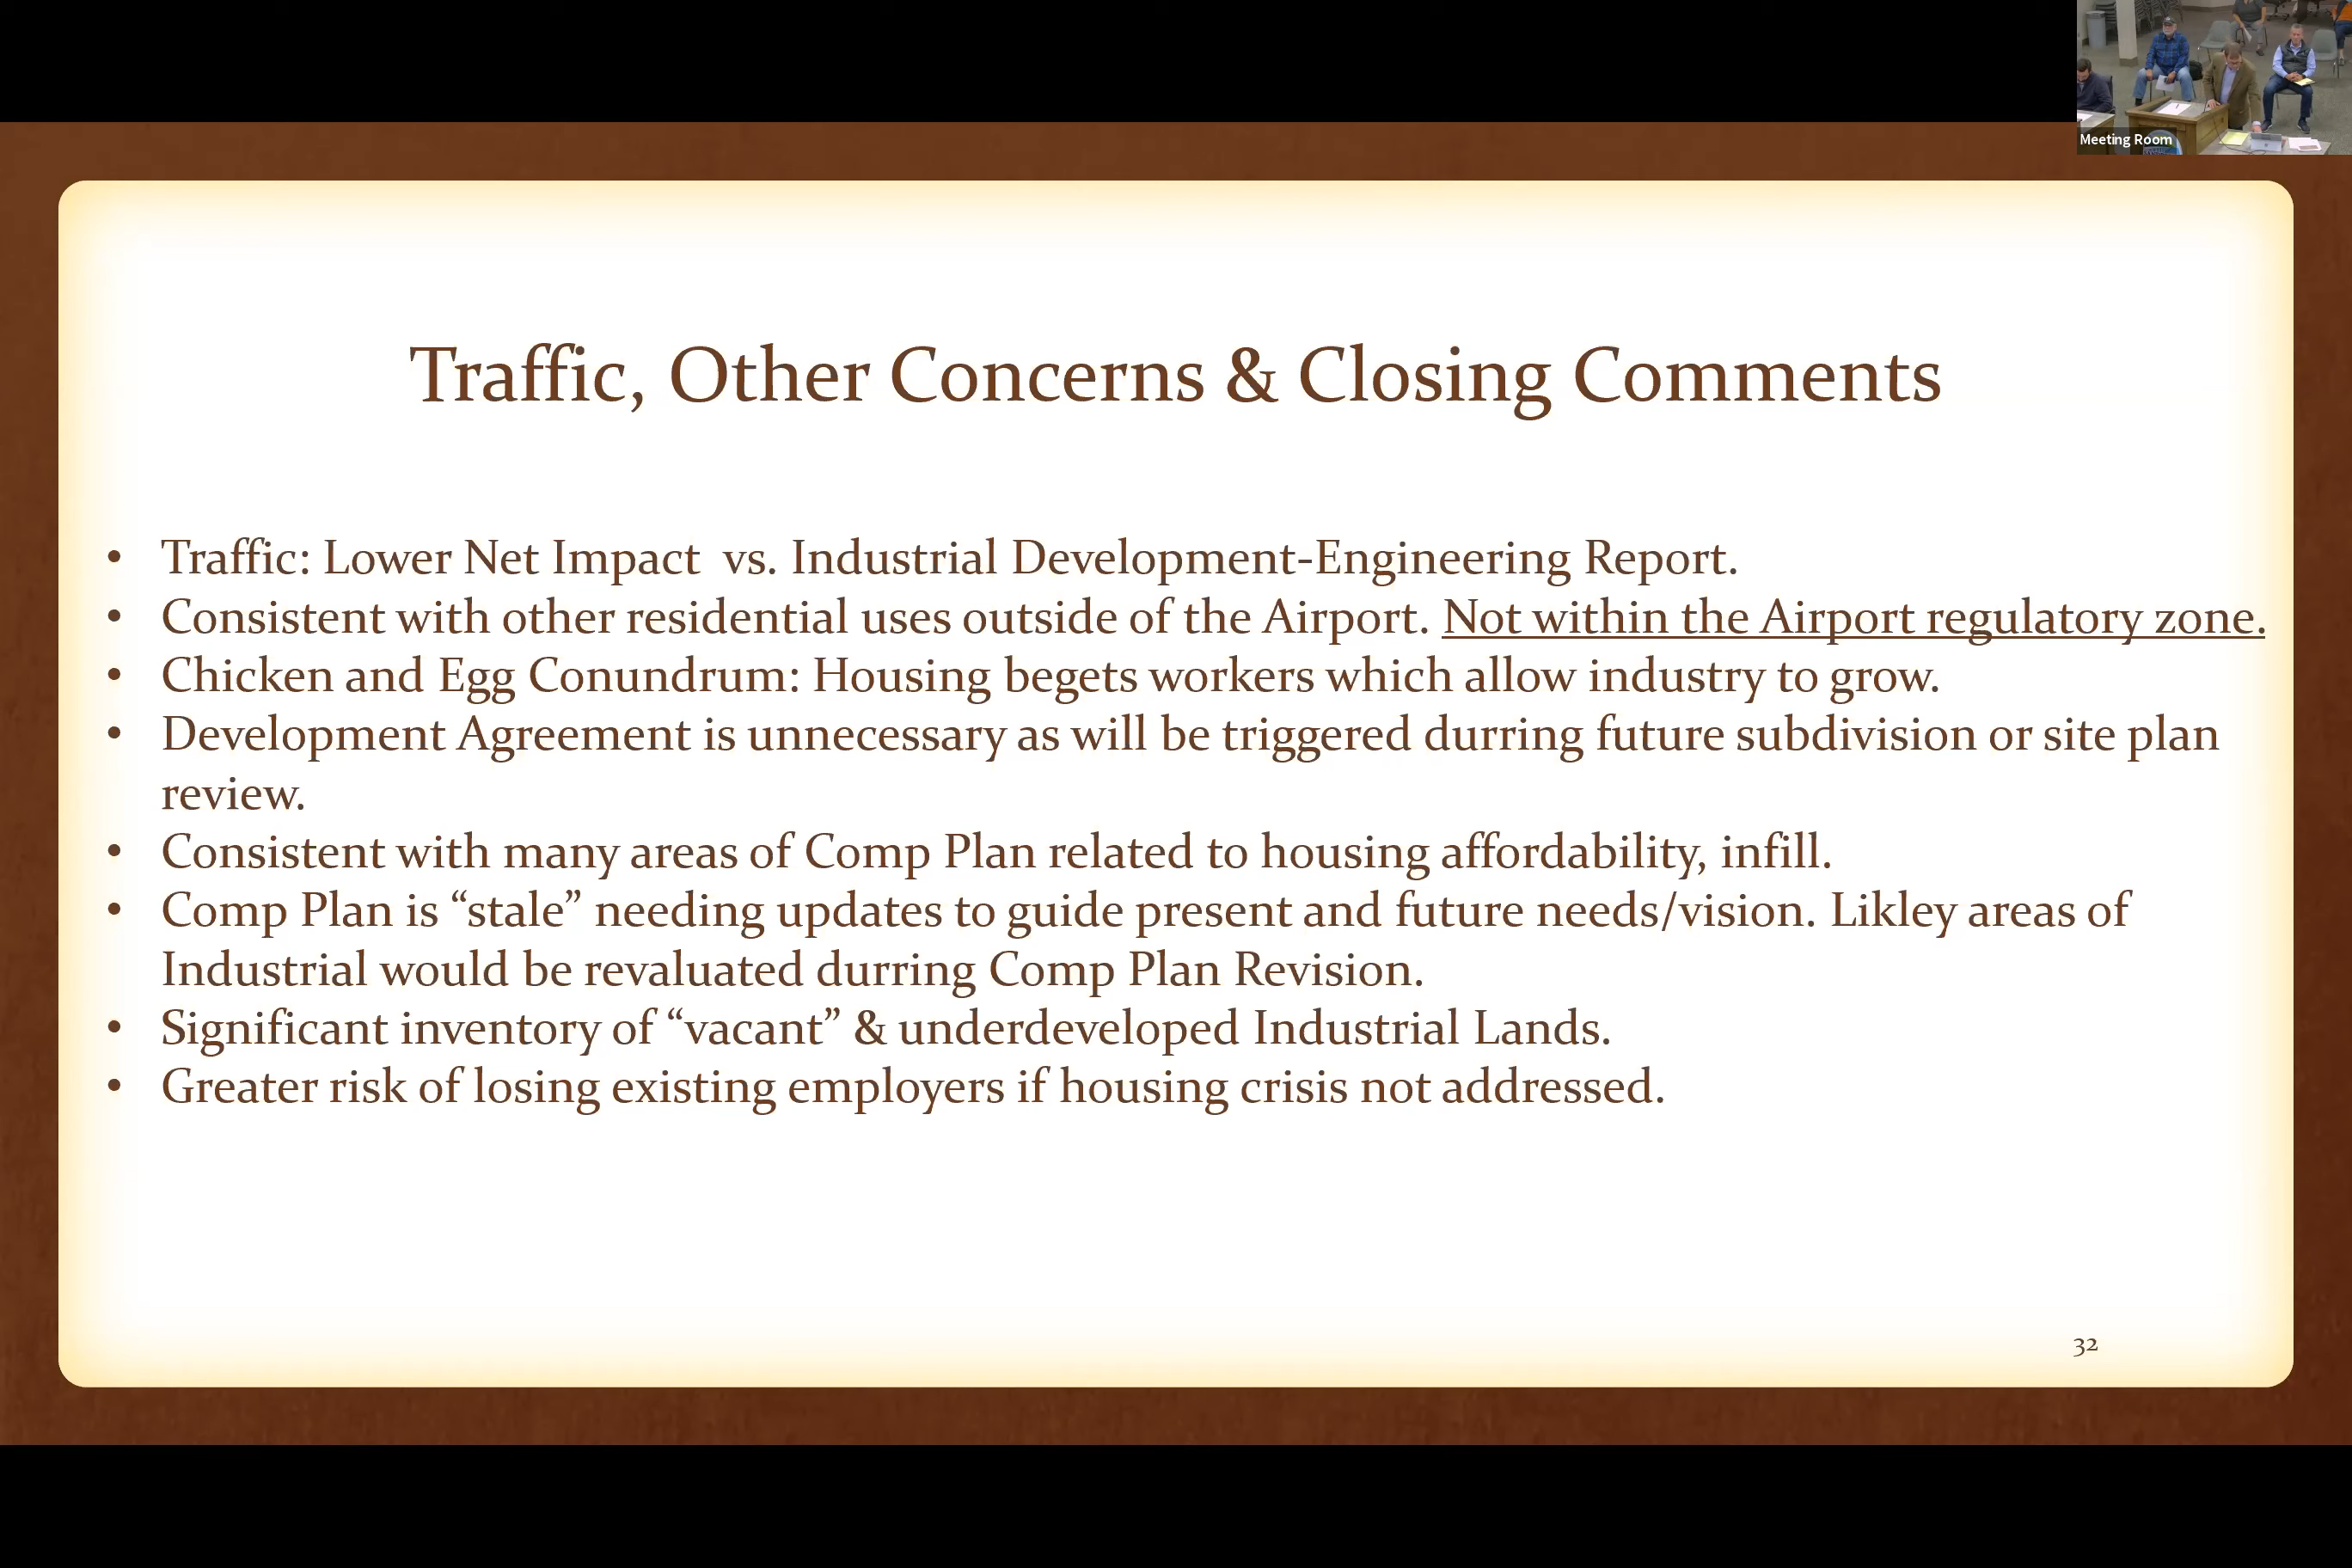 Meeting Room
Traffic, Other Concerns & Closing Comments
• Traffic: Lower Net Impact  vs. Industrial Development-Engineering Report.
• Consistent with other residential uses outside of the Airport. Not within the Airport regulatory zone.
• Chicken and Egg Conundrum: Housing begets workers which allow industry to grow.
• Development Agreement is unnecessary as will be triggered durring future subdivision or site plan
review.
• Consistent with many areas of Comp Plan related to housing affordability, infill.
• Comp Plan is “stale” needing updates to guide present and future needs/vision. Likley areas of
Industrial would be revaluated durring Comp Plan Revision.
• Significant inventory of “vacant” & underdeveloped Industrial Lands.
• Greater risk of losing existing employers if housing crisis not addressed.
32